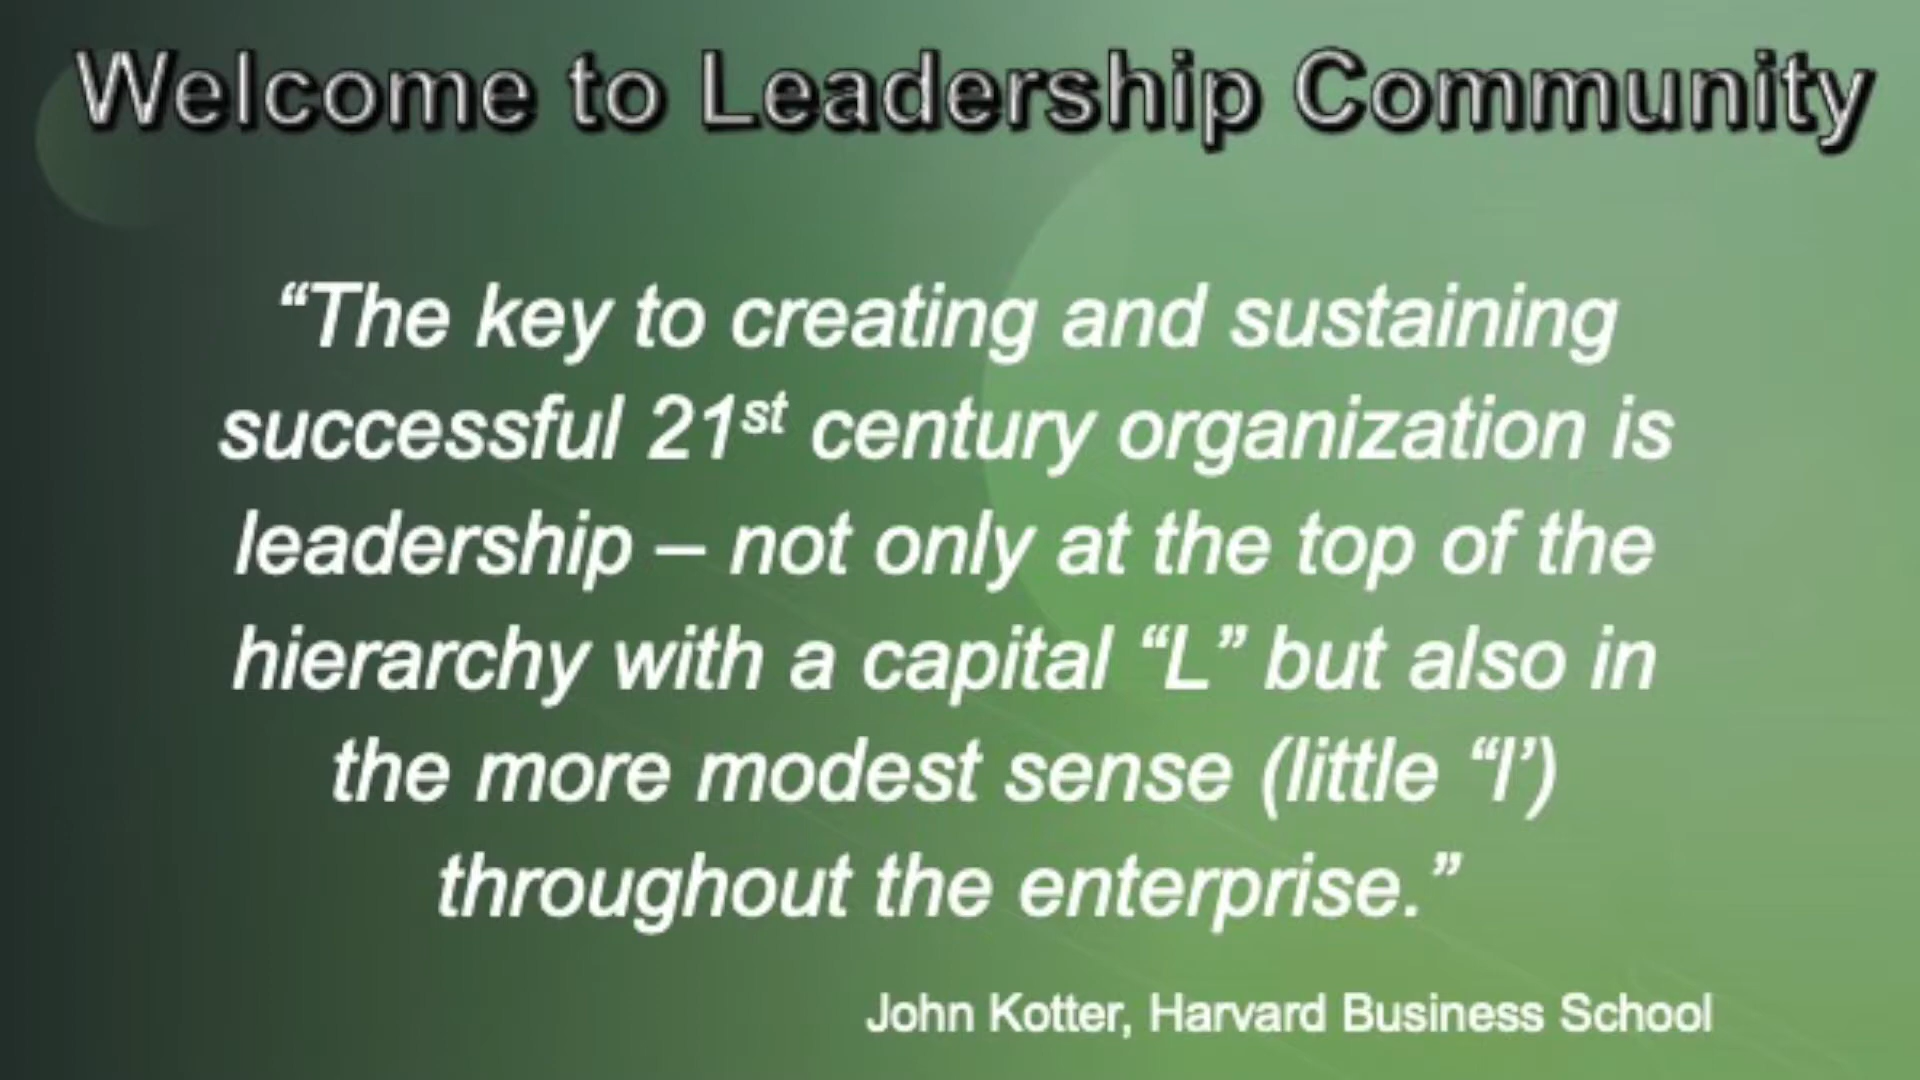 Welcome to Leadership Community
“The key to creating and sustaining
successful 21st century organization is
leadership – not only at the top of the
hierarchy with a capital “L” but also in
the more modest sense (little “l’)
throughout the enterprise.”
John Kotter, Harvard Business School